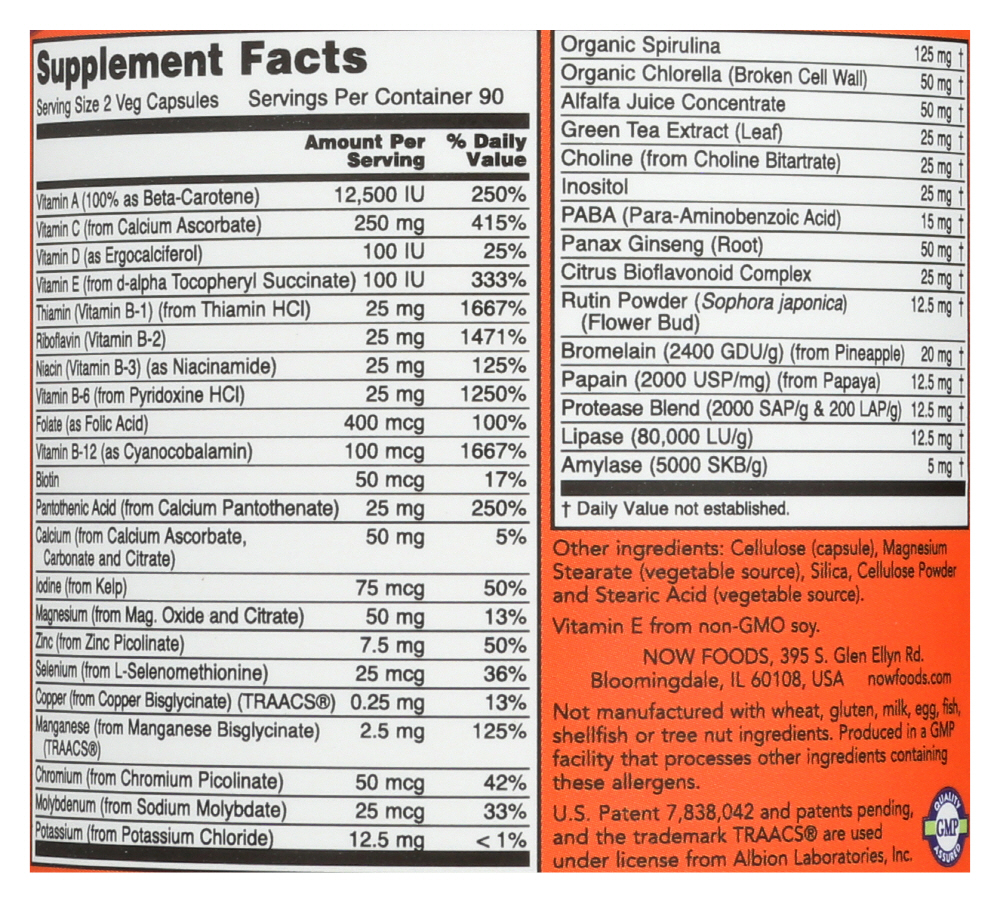 Supplement Facts
Serving Size 2 Veg Capsules Servings Per Container 90
Amount Per % Daily
Serving Value
Vitamin A (100% as Beta-Carotene) 12,500 IU 250%
Vitamin C (from Calcium Ascorbate) 250 mg 415%
Vitamin D (as Ergocalciferol) 100 IU 25%
Vitamin E (from d-alpha Tocopheryl Succinate) 100 IU 333%
Thiamin (Vitamin B-1) (from Thiamin HCI) 25 mg 1667%
Riboflavin (Vitamin B-2) 25 mg 1471%
Niacin (Vitamin B-3) (as Niacinamide) 25 mg 125%
Vitamin B-6 (from Pyridoxine HCI) 25 mg 1250%
Folate (as Folic Acid) 400 mcg 100%
Vitamin B-12 (as Cyanocobalamin) 100 mcg 1667%
Biotin 50 mcg 17%
Pantothenic Acid (from Calcium Pantothenate) 25 mg 250%
Calcium (from Calcium Ascorbate, 50 mg 5%
Carbonate and Citrate)
Iodine (from Kelp) 75 mcg 50%
Magnesium (from Mag. Oxide and Citrate) 50 mg 13%
Zinc (from Zinc Picolinate) 7.5 mg 50%
Selenium (from L-Selenomethionine) 25 mcg 36%
Copper (from Copper Bisglycinate) (TRAACS®) 0.25 mg 13%
Manganese (from Manganese Bisglycinate) 2.5 mg 125%
(TRAACS®)
Chromium (from Chromium Picolinate) 50 mcg 42%
Molybdenum (from Sodium Molybdate) 25 mcg 33%
Potassium (from Potassium Chloride) 12.5 mg < 1%
Organic Spirulina 125 mg †
Organic Chlorella (Broken Cell Wall) 50 mg †
Alfalfa Juice Concentrate 50 mg †
Green Tea Extract (Leaf) 25 mg †
Choline (from Choline Bitartrate) 25 mg †
Inositol 25 mg †
PABA (Para-Aminobenzoic Acid) 15 mg †
Panax Ginseng (Root) 50 mg †
Citrus Bioflavonoid Complex 25 mg †
Rutin Powder (Sophora japonica) 12.5 mg †
(Flower Bud)
Bromelain (2400 GDU/g) (from Pineapple) 20 mg †
Papain (2000 USP/mg) (from Papaya) 12.5 mg †
Protease Blend (2000 SAP/g & 200 LAP/g) 12.5 mg †
Lipase (80,000 LU/g) 12.5 mg †
Amylase (5000 SKB/g) 5 mg †
† Daily Value not established.
Other ingredients: Cellulose (capsule), Magnesium
Stearate (vegetable source), Silica, Cellulose Powder
and Stearic Acid (vegetable source).
Vitamin E from non-GMO soy.
NOW FOODS, 395 S. Glen Ellyn Rd.
Bloomingdale, IL 60108, USA nowfoods.com
Not manufactured with wheat, gluten, milk, egg, fish,
shellfish or tree nut ingredients. Produced in a GMP
facility that processes other ingredients containing
these allergens.
U.S. Patent 7,838,042 and patents pending,
and the trademark TRAACS® are used
under license from Albion Laboratories, Inc.
QUALITY
GMP
ASSURED